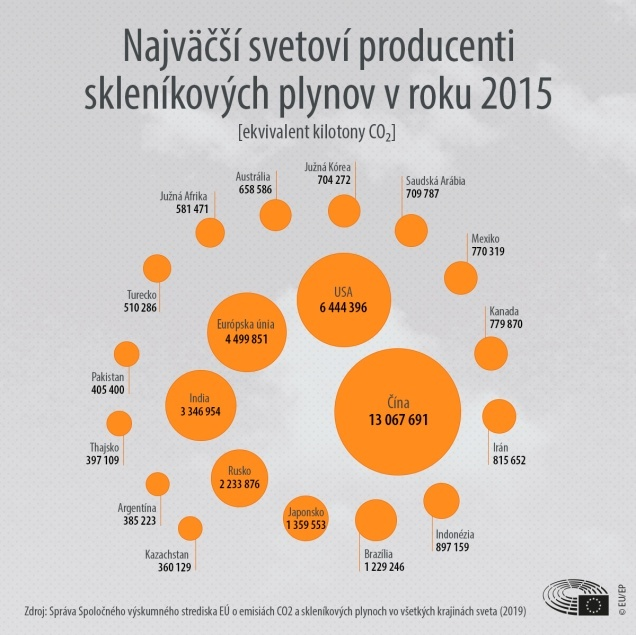 Najväčší svetoví producenti
skleníkových plynov v roku 2015
[ekvivalent kilotony CO₂]
Južná Kórea
704 272
Saudská Arábia
709 787
Austrália
658 586
Južná Afrika
581 471
Mexiko
770 319
Turecko
510 286
USA
6 444 396
Kanada
779 870
Európska únia
4 499 851
Pakistan
405 400
India
3 346 954
Čína
13 067 691
Thajsko
397 109
Irán
815 652
Rusko
2 233 876
Argentína
385 223
Japonsko
1 359 553
Indonézia
897 159
Kazachstan
360 129
Brazília
1 229 246
Zdroj: Správa Spoločného výskumného strediska EÚ o emisiách CO2 a skleníkových plynoch vo všetkých krajinách sveta (2019)
© EU/EP